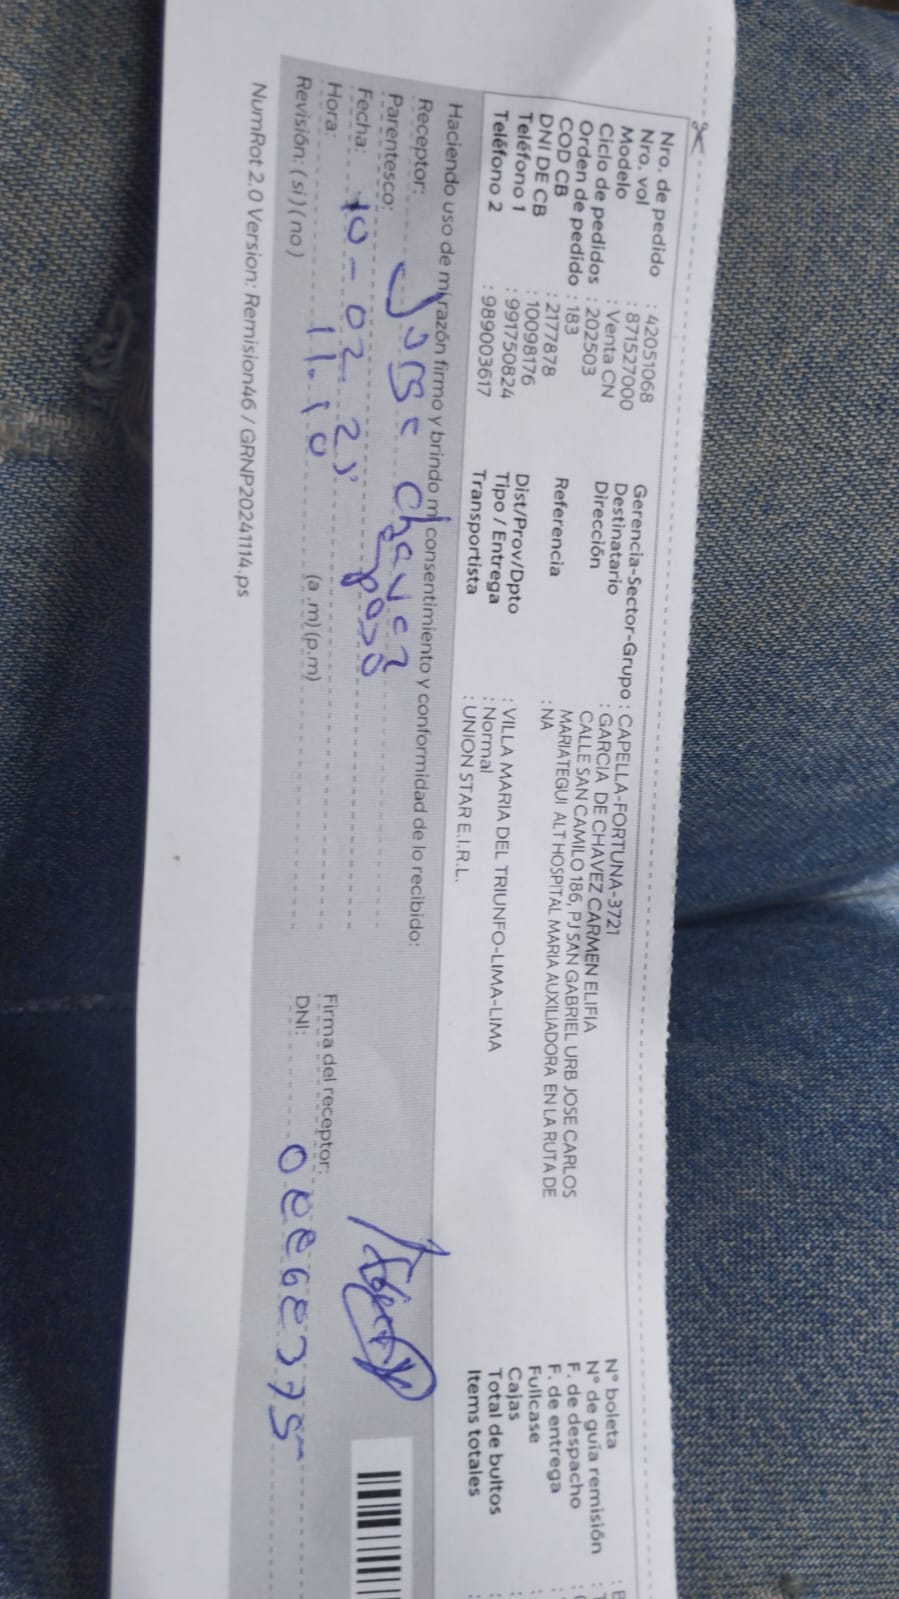 Nro. de pedido : 42051068
Nro. vol : 871527000
Modelo : Venta CN
Ciclo de pedidos : 202503
Orden de pedido : 183
COD CB : 2177878
DNI DE CB : 10098176
Teléfono 1 : 991750824
Teléfono 2 : 989003617
Gerencia-Sector-Grupo : CAPELLA-FORTUNA-3721
Destinatario : GARCIA DE CHAVEZ CARMEN ELIFIA
Dirección CALLE SAN CAMILO 186, PJ SAN GABRIEL URB JOSE CARLOS
MARIATEGUI ALT HOSPITAL MARIA AUXILIADORA EN LA RUTA DE
Referencia : NA
Dist/Prov/Dpto : VILLA MARIA DEL TRIUNFO-LIMA-LIMA
Tipo / Entrega : Normal
Transportista : UNION STAR E.I.R.L.
N° boleta
N° de guía remisión
F. de despacho
F. de entrega
Fullcase
Cajas
Total de bultos
Items totales
Haciendo uso de mi razón firmo y brindo mi consentimiento y conformidad de lo recibido:
Receptor: Jorge Chavez
Parentesco:
Fecha: 10-02-25
Hora: 11.10 (a.m) (p.m)
Revisión: (si) (no)
Firma del receptor:
DNI:
NumRot 2.0 Version: Remision46 / GRNP20241114.ps